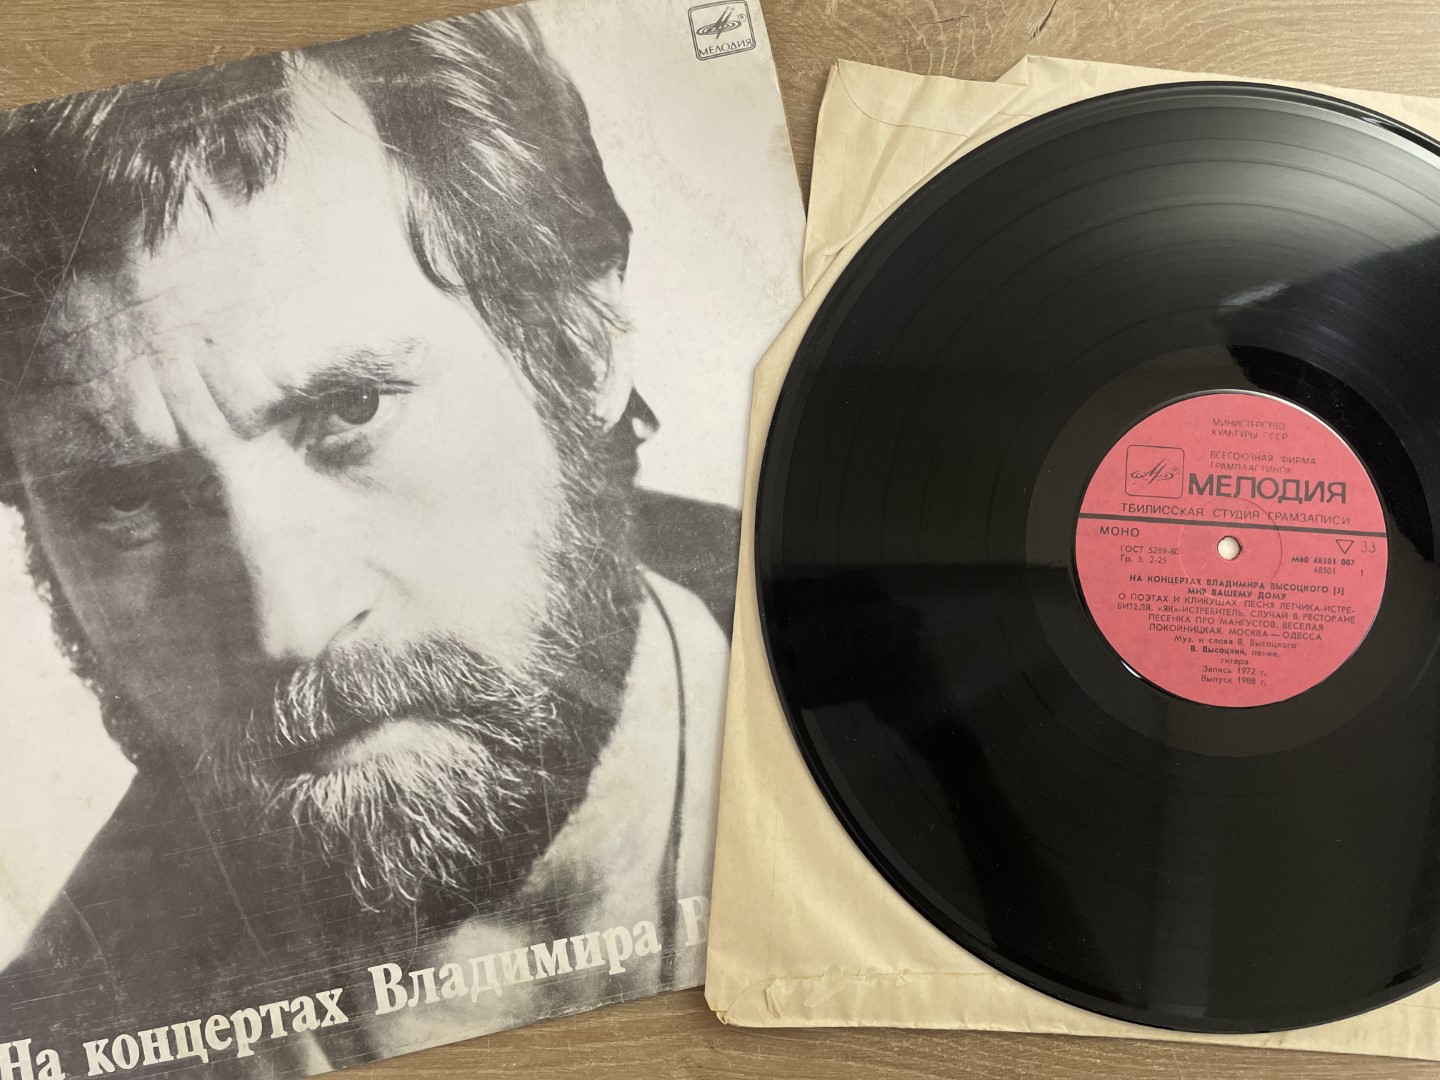 МЕЛОДИЯ
На концертах Владимира В
МИНИСТЕРСТВО
КУЛЬТУРЫ СССР
ВСЕСОЮЗНАЯ ФИРМА
ГРАМПЛАСТИНОК
МЕЛОДИЯ
ТБИЛИССКАЯ СТУДИЯ ГРАМЗАПИСИ
МОНО
33
ГОСТ 5289-80
Гр. 3. 2-25
М60 48501 007
48501 1
НА КОНЦЕРТАХ ВЛАДИМИРА ВЫСОЦКОГО [5]
МИР ВАШЕМУ ДОМУ
О ПОЭТАХ И КЛИКУШАХ. ПЕСНЯ ЛЕТЧИКА-ИСТРЕ-
БИТЕЛЯ. «ЯК»-ИСТРЕБИТЕЛЬ. СЛУЧАЙ В РЕСТОРАНЕ
ПЕСЕНКА ПРО МАНГУСТОВ. ВЕСЕЛАЯ
ПОКОЙНИЦКАЯ. МОСКВА — ОДЕССА
Муз. и слова В. Высоцкого
В. Высоцкий, пение,
гитара
Запись 1972 г.
Выпуск 1988 г.